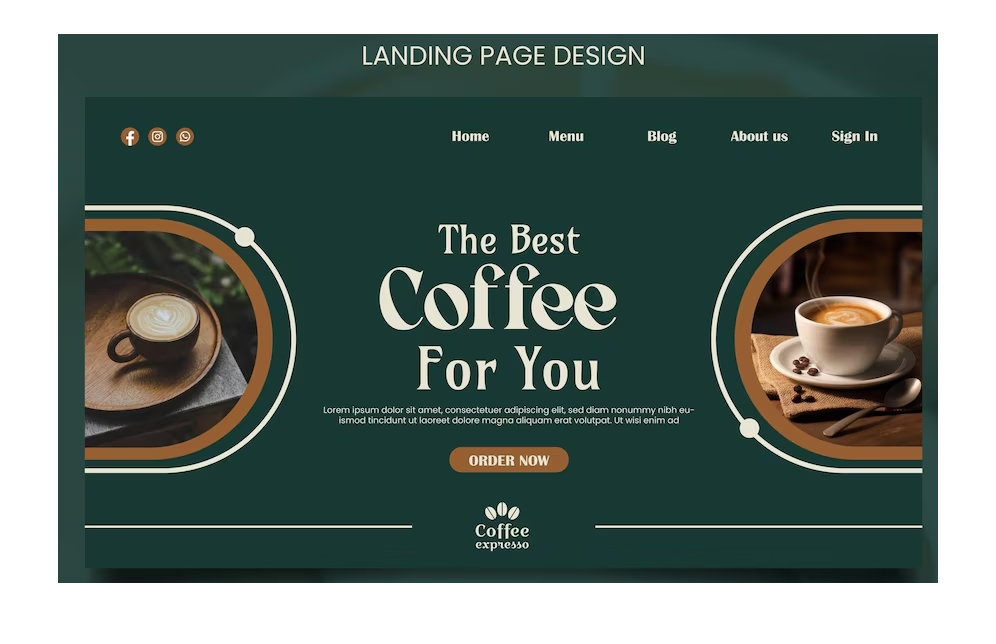 LANDING PAGE DESIGN
Home Menu Blog About us Sign In
The Best
Coffee
For You
Lorem ipsum dolor sit amet, consectetuer adipiscing elit, sed diam nonummy nibh eu-
ismod tincidunt ut laoreet dolore magna aliquam erat volutpat. Ut wisi enim ad
ORDER NOW
Coffee
expresso